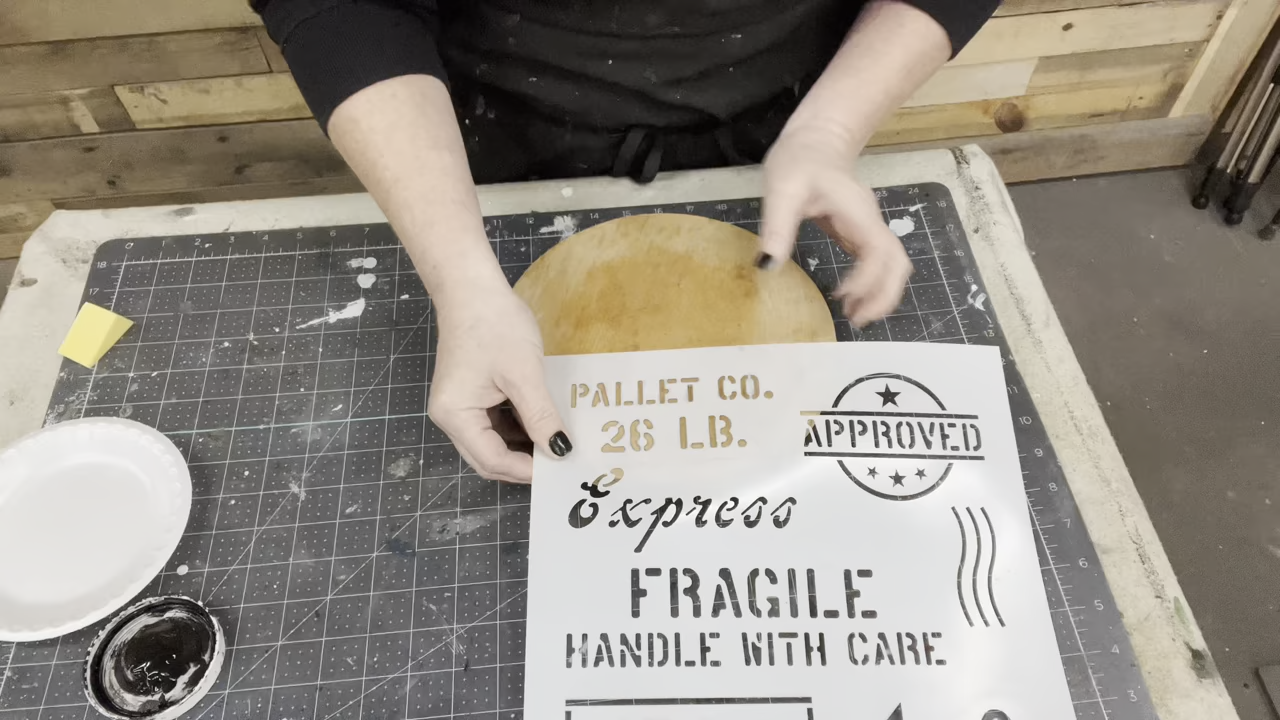 PALLET CO.
26 LB.
APPROVED
Express
FRAGILE
HANDLE WITH CARE